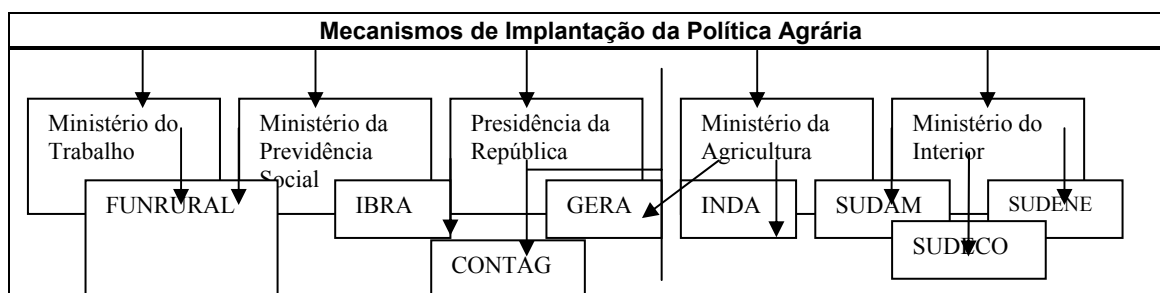 Mecanismos de Implantação da Política Agrária
Ministério do
Trabalho
Ministério da
Previdência
Social
Presidência da
República
Ministério da
Agricultura
Ministério do
Interior
FUNRURAL
IBRA
GERA
INDA
SUDAM
SUDENE
CONTAG
SUDECO